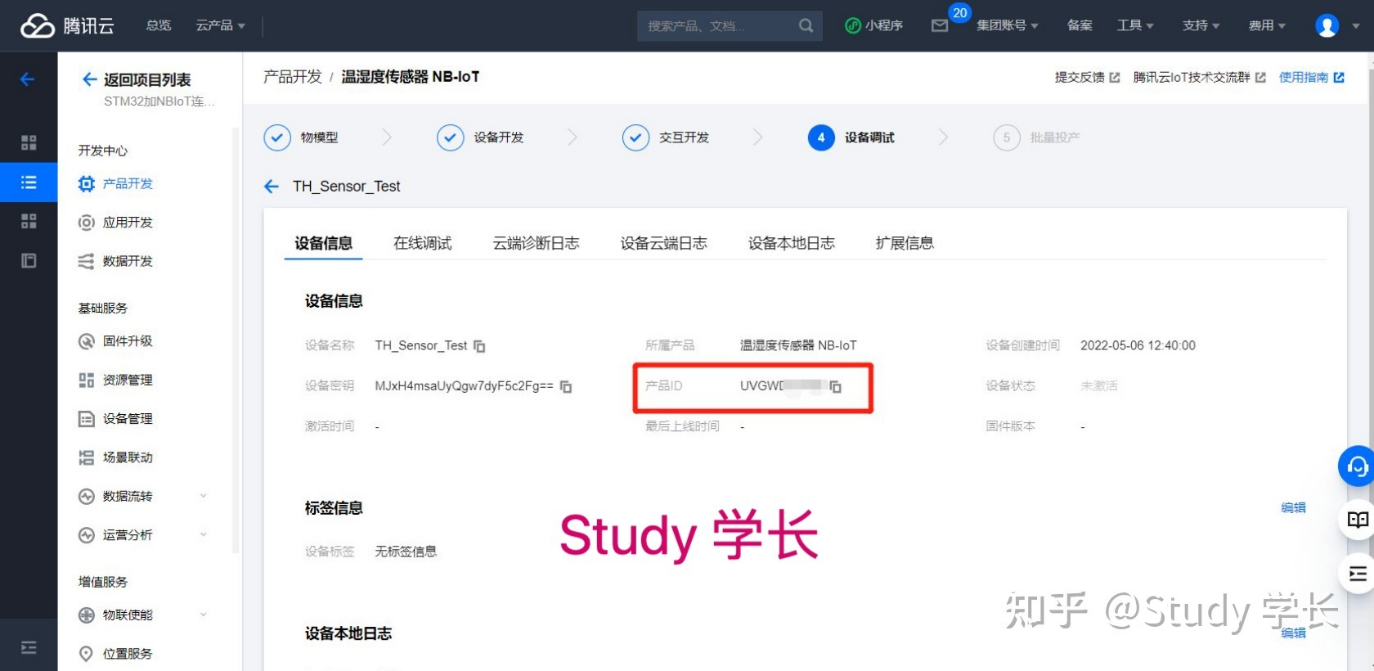 腾讯云 总览 云产品 搜索产品、文档... 小程序 20 集团账号 备案 工具 支持 费用
返回项目列表
STM32加NBIoT连...
开发中心
产品开发
应用开发
数据开发
基础服务
固件升级
资源管理
设备管理
场景联动
数据流转
运营分析
增值服务
物联使能
位置服务
产品开发 / 温湿度传感器 NB-IoT 提交反馈 腾讯云IoT技术交流群 使用指南
物模型 设备开发 交互开发 4 设备调试 5 批量投产
TH_Sensor_Test
设备信息 在线调试 云端诊断日志 设备云端日志 设备本地日志 扩展信息
设备信息
设备名称 TH_Sensor_Test 所属产品 温湿度传感器 NB-IoT 设备创建时间 2022-05-06 12:40:00
设备密钥 MJxH4msaUyQgw7dyF5c2Fg== 产品ID 设备状态 未激活
激活时间 - 最后上线时间 - 固件版本 -
标签信息 编辑
设备标签 无标签信息
Study 学长
设备本地日志 编辑
知乎 @Study 学长